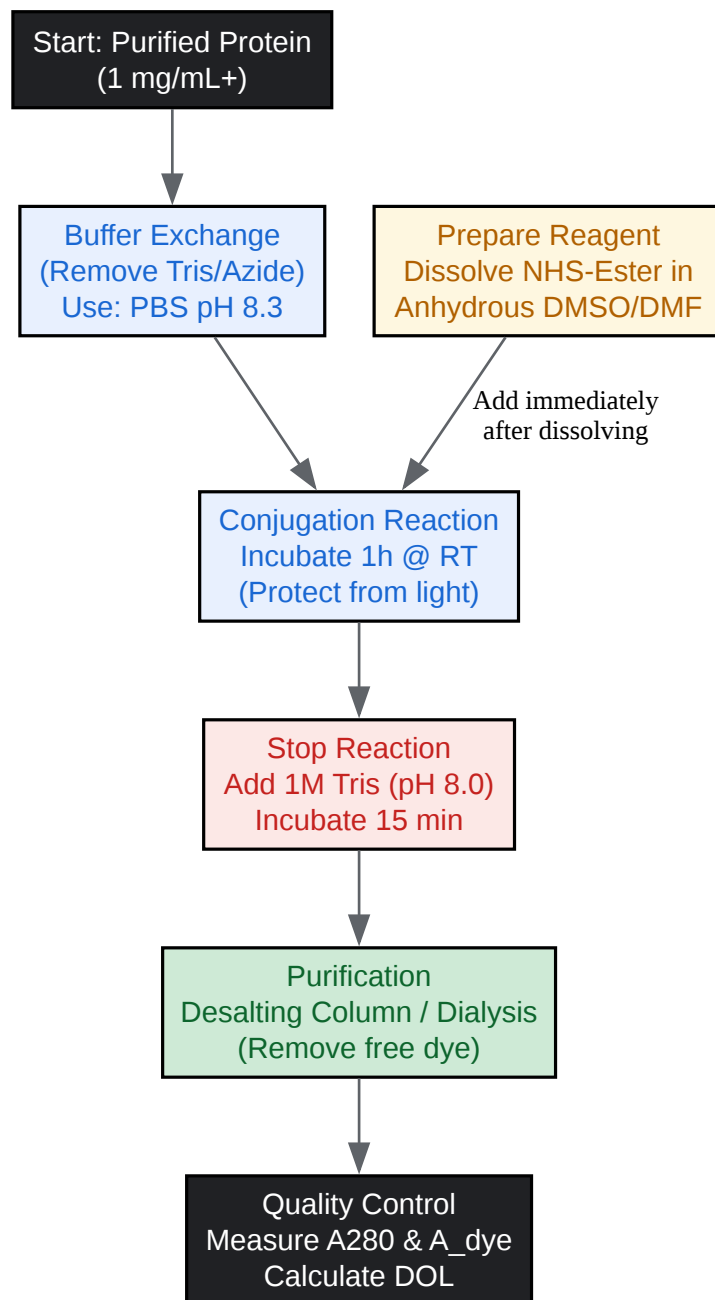 Start: Purified Protein
(1 mg/mL+)
Buffer Exchange
(Remove Tris/Azide)
Use: PBS pH 8.3
Prepare Reagent
Dissolve NHS-Ester in
Anhydrous DMSO/DMF
Add immediately
after dissolving
Conjugation Reaction
Incubate 1h @ RT
(Protect from light)
Stop Reaction
Add 1M Tris (pH 8.0)
Incubate 15 min
Purification
Desalting Column / Dialysis
(Remove free dye)
Quality Control
Measure A280 & A_dye
Calculate DOL